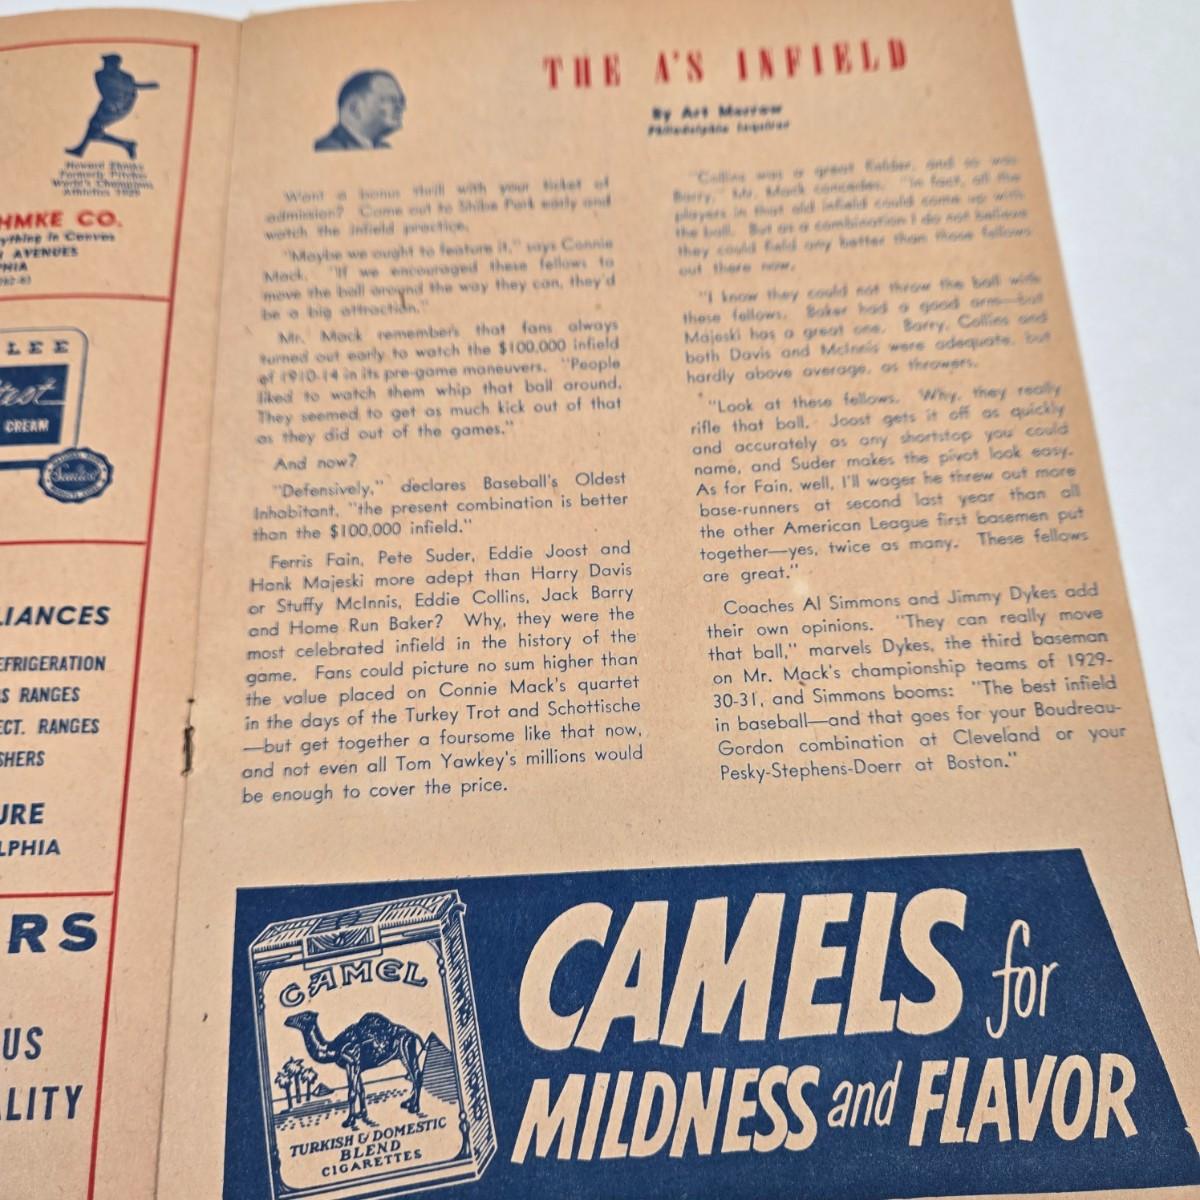 Howard Ehmke
Formerly Pitcher
World's Champions
Athletics 1929
HMKE CO.
ything in Canvas
AVENUES
HIA
LEE
est
CREAM
Sealtest
LIANCES
EFRIGERATION
S RANGES
ECT. RANGES
SHERS
URE
LPHIA
RS
US
LITY
THE A'S INFIELD
By Art Morrow
Philadelphia Inquirer
Want a bonus thrill with your ticket of
admission? Come out to Shibe Park early and
watch the infield practice.
"Maybe we ought to feature it," says Connie
Mack. "If we encouraged these fellows to
move the ball around the way they can, they'd
be a big attraction."
Mr. Mack remembers that fans always
turned out early to watch the $100,000 infield
of 1910-14 in its pre-game maneuvers. "People
liked to watch them whip that ball around.
They seemed to get as much kick out of that
as they did out of the games."
And now?
"Defensively," declares Baseball's Oldest
Inhabitant, "the present combination is better
than the $100,000 infield."
Ferris Fain, Pete Suder, Eddie Joost and
Hank Majeski more adept than Harry Davis
or Stuffy McInnis, Eddie Collins, Jack Barry
and Home Run Baker? Why, they were the
most celebrated infield in the history of the
game. Fans could picture no sum higher than
the value placed on Connie Mack's quartet
in the days of the Turkey Trot and Schottische
—but get together a foursome like that now,
and not even all Tom Yawkey's millions would
be enough to cover the price.
"Collins was a great fielder, and so was
Barry," Mr. Mack concedes. "In fact, all the
players in that old infield could come up with
the ball. But as a combination I do not believe
they could field any better than those fellows
out there now.
"I know they could not throw the ball with
these fellows. Baker had a good arm—but
Majeski has a great one. Barry, Collins and
both Davis and McInnis were adequate, but
hardly above average, as throwers.
"Look at these fellows. Why, they really
rifle that ball. Joost gets it off as quickly
and accurately as any shortstop you could
name, and Suder makes the pivot look easy.
As for Fain, well, I'll wager he threw out more
base-runners at second last year than all
the other American League first basemen put
together—yes, twice as many. These fellows
are great."
Coaches Al Simmons and Jimmy Dykes add
their own opinions. "They can really move
that ball," marvels Dykes, the third baseman
on Mr. Mack's championship teams of 1929-
30-31, and Simmons booms: "The best infield
in baseball—and that goes for your Boudreau-
Gordon combination at Cleveland or your
Pesky-Stephens-Doerr at Boston."
CAMEL
TURKISH & DOMESTIC
BLEND
CIGARETTES
CAMELS for
MILDNESS and FLAVOR